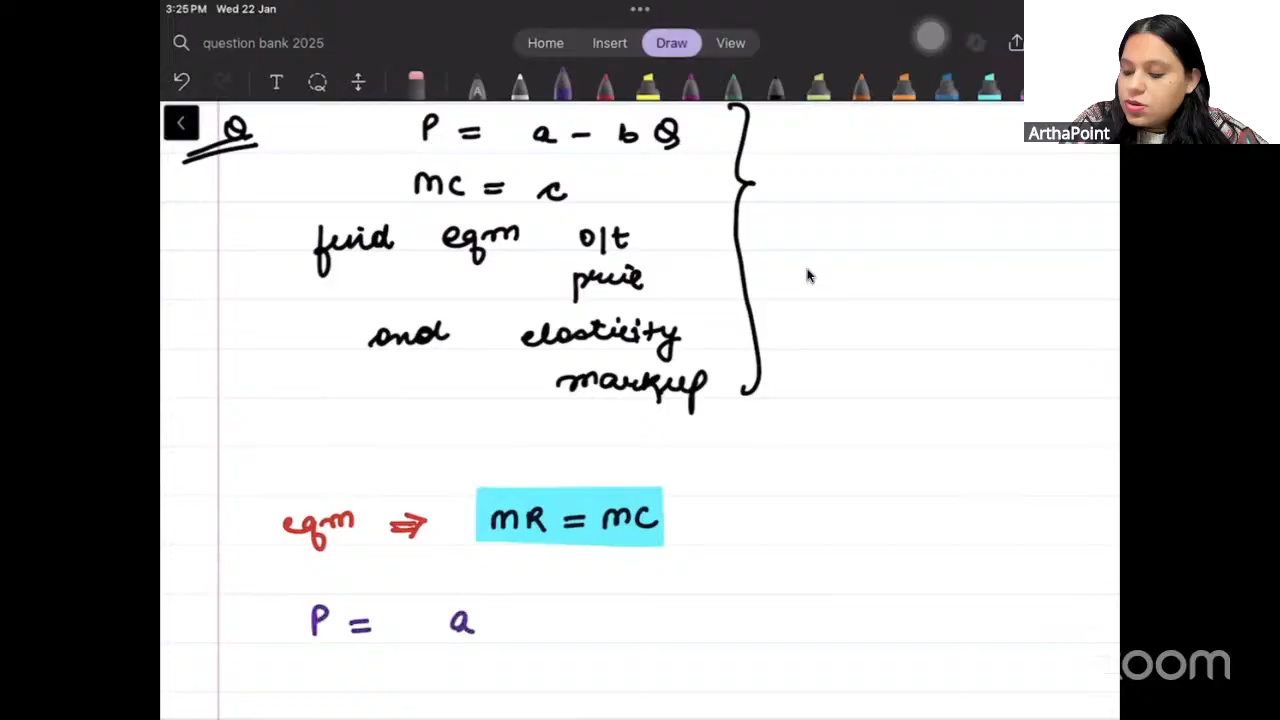 3:25 PM Wed 22 Jan
question bank 2025
Home Insert Draw View
T
A
Q P = a - bQ
MC = c
find eqm o/t
price
and elasticity
markup
eqm ⇒ MR = MC
P = a
ArthaPoint
zoom